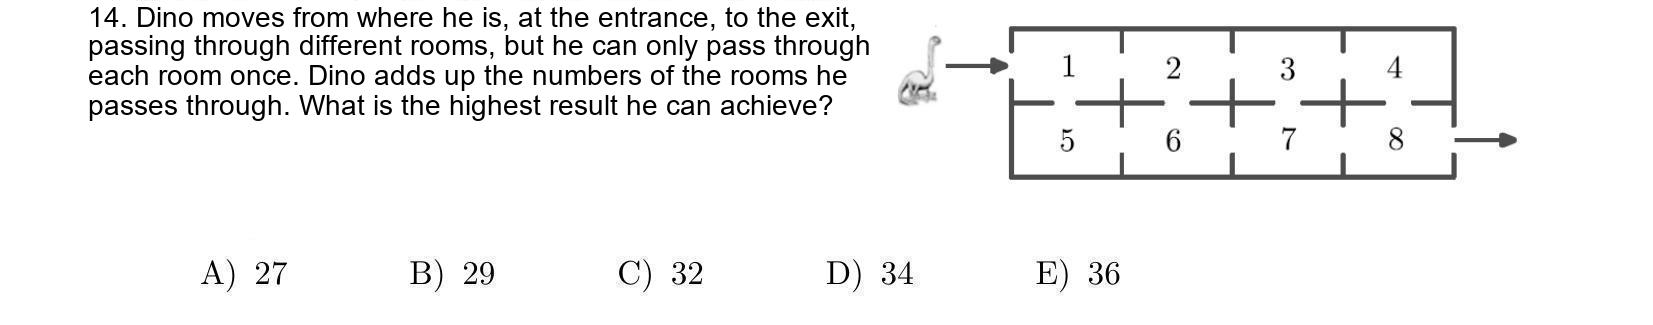 14. Dino moves from where he is, at the entrance, to the exit,
passing through different rooms, but he can only pass through
each room once. Dino adds up the numbers of the rooms he
passes through. What is the highest result he can achieve?
1 2 3 4
5 6 7 8
A) 27 B) 29 C) 32 D) 34 E) 36